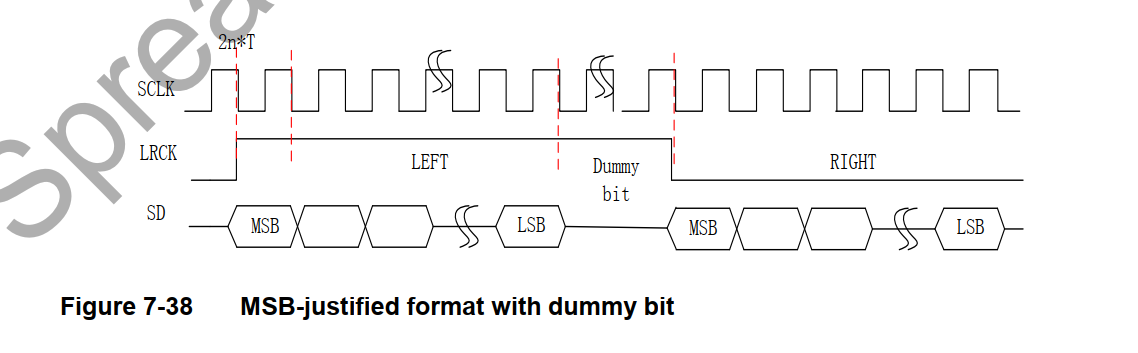 Sprea
2n*T
SCLK
LRCK
LEFT
Dummy
bit
RIGHT
SD
MSB
LSB
MSB
LSB
Figure 7-38 MSB-justified format with dummy bit